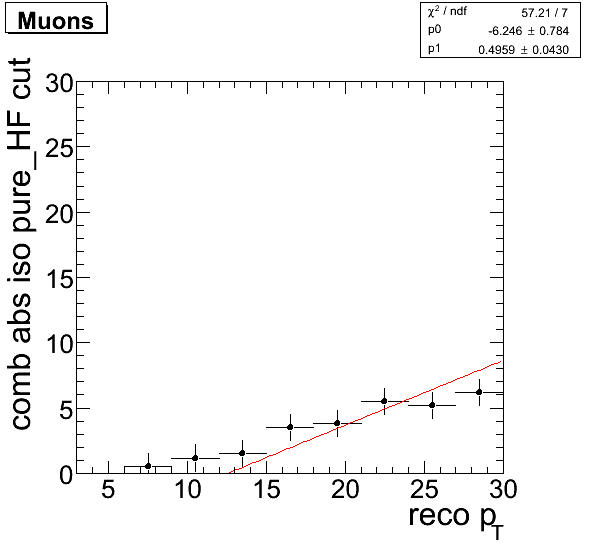 Muons
χ² / ndf 57.21 / 7
p0 -6.246 ± 0.784
p1 0.4959 ± 0.0430
comb abs iso pure_HF cut
30
25
20
15
10
5
0
5 10 15 20 25 30
reco pT